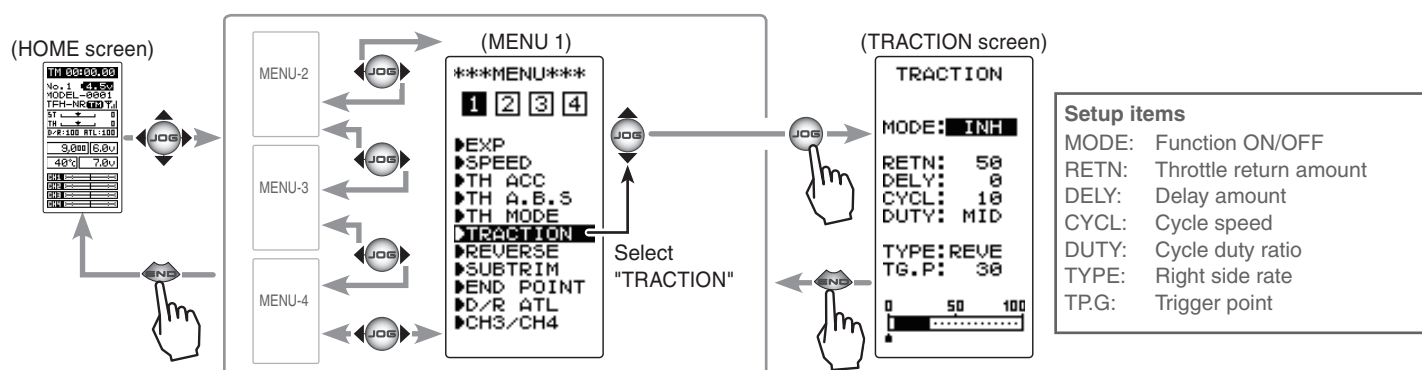 (HOME screen)
TM 00:00.00
No.1 4.5v
MODEL-0001
TFH-NR TM
ST 0
TH 0
D/R:100 ATL:100
9,000 6.0v
40°c 7.0v
CH1
CH2
CH3
CH4
END
JOG
MENU-2
MENU-3
MENU-4
JOG
JOG
JOG
JOG
(MENU 1)
***MENU***
1 2 3 4
EXP
SPEED
TH ACC
TH A.B.S
TH MODE
TRACTION
REVERSE
SUBTRIM
END POINT
D/R ATL
CH3/CH4
JOG
Select
"TRACTION"
JOG
END
(TRACTION screen)
TRACTION
MODE: INH
RETN: 50
DELY: 0
CYCL: 10
DUTY: MID
TYPE:REVE
TG.P: 30
0 50 100
Setup items
MODE: Function ON/OFF
RETN: Throttle return amount
DELY: Delay amount
CYCL: Cycle speed
DUTY: Cycle duty ratio
TYPE: Right side rate
TP.G: Trigger point